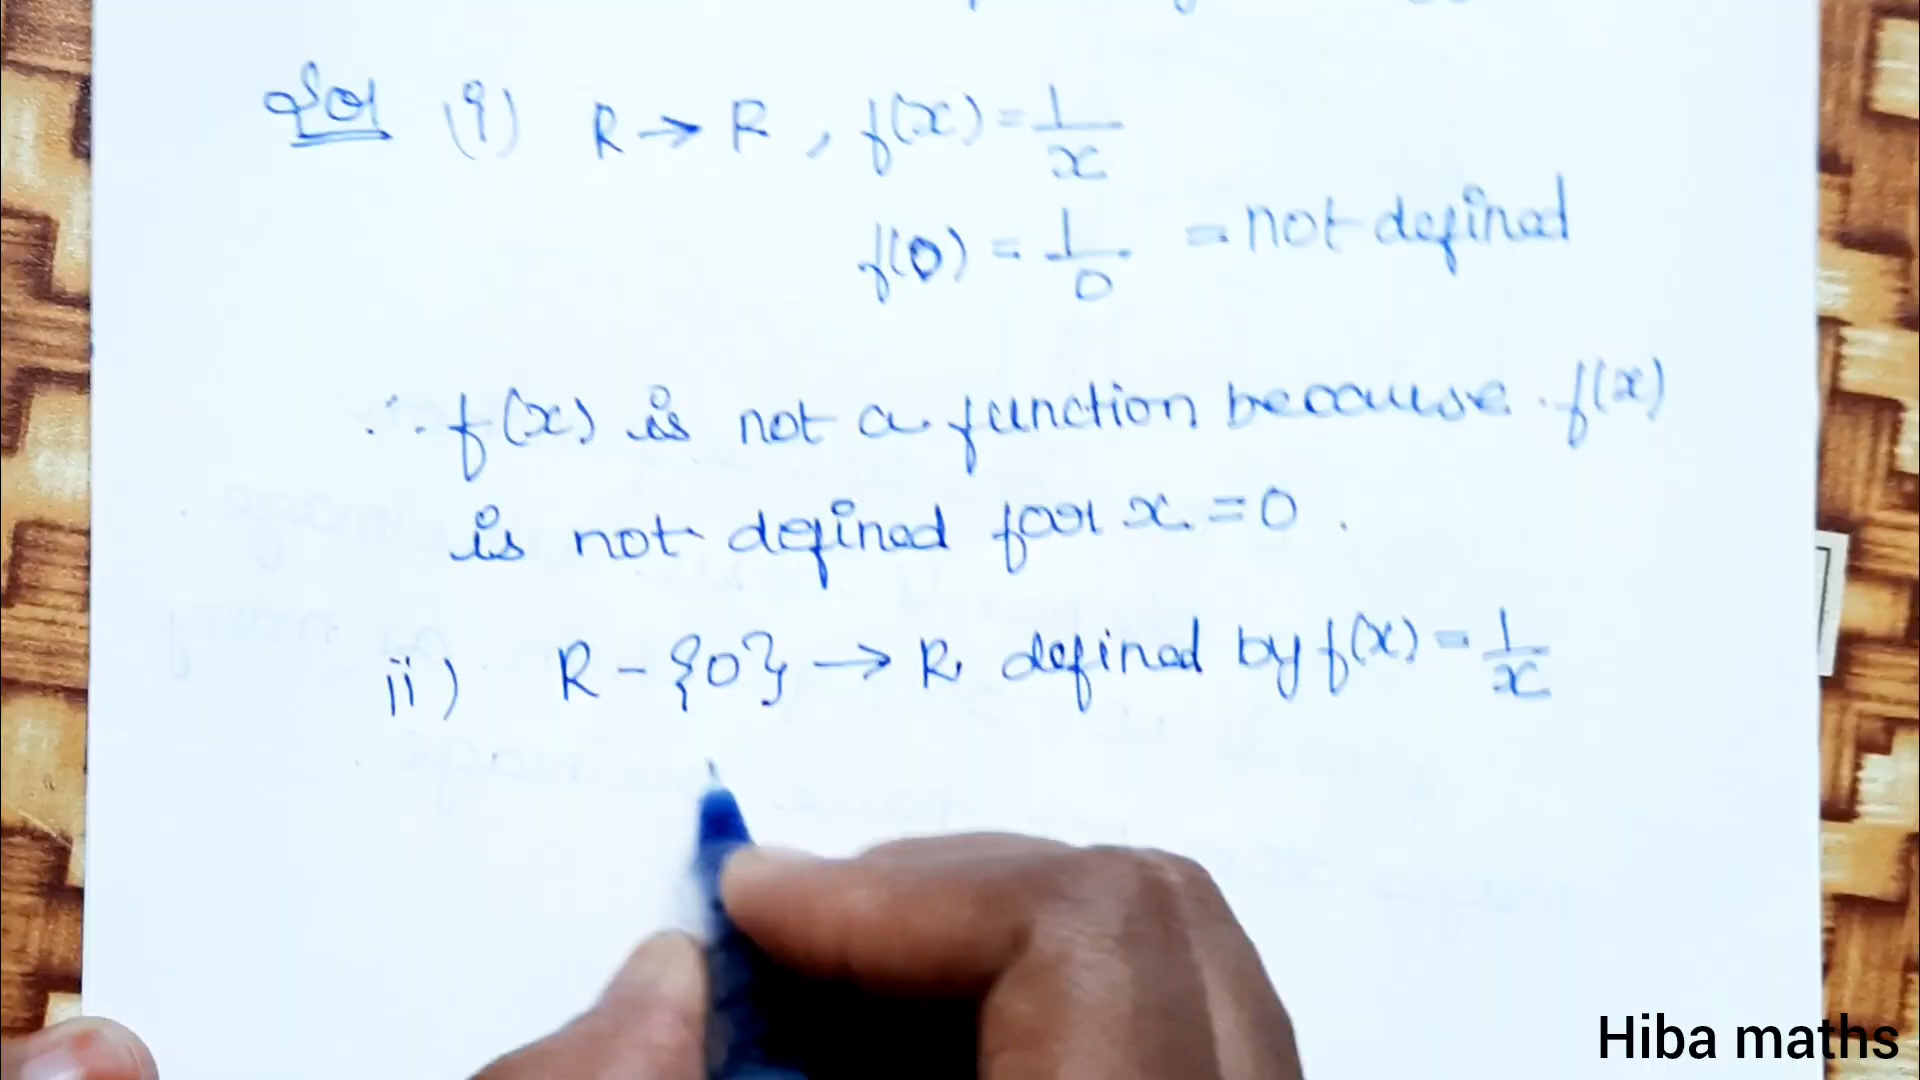 Sol (i) R → R, f(x) = 1/x
f(0) = 1/0 = not defined
∴ f(x) is not a function because f(x)
is not defined for x = 0.
ii) R - {0} → R defined by f(x) = 1/x
Hiba maths